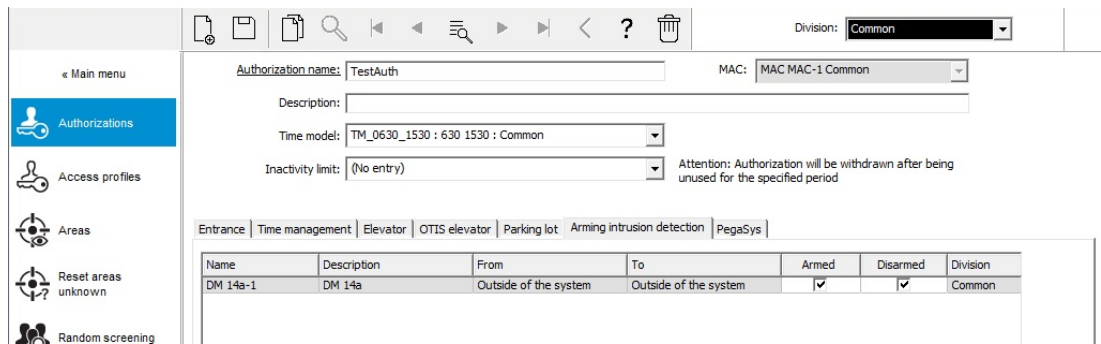 Division: Common
« Main menu
Authorization name: TestAuth
MAC: MAC MAC-1 Common
Description:
Authorizations
Time model: TM_0630_1530 : 630 1530 : Common
Inactivity limit: (No entry)
Attention: Authorization will be withdrawn after being
unused for the specified period
Access profiles
Areas
Entrance Time management Elevator OTIS elevator Parking lot Arming intrusion detection PegaSys
Name Description From To Armed Disarmed Division
DM 14a-1 DM 14a Outside of the system Outside of the system Common
Reset areas
unknown
Random screening